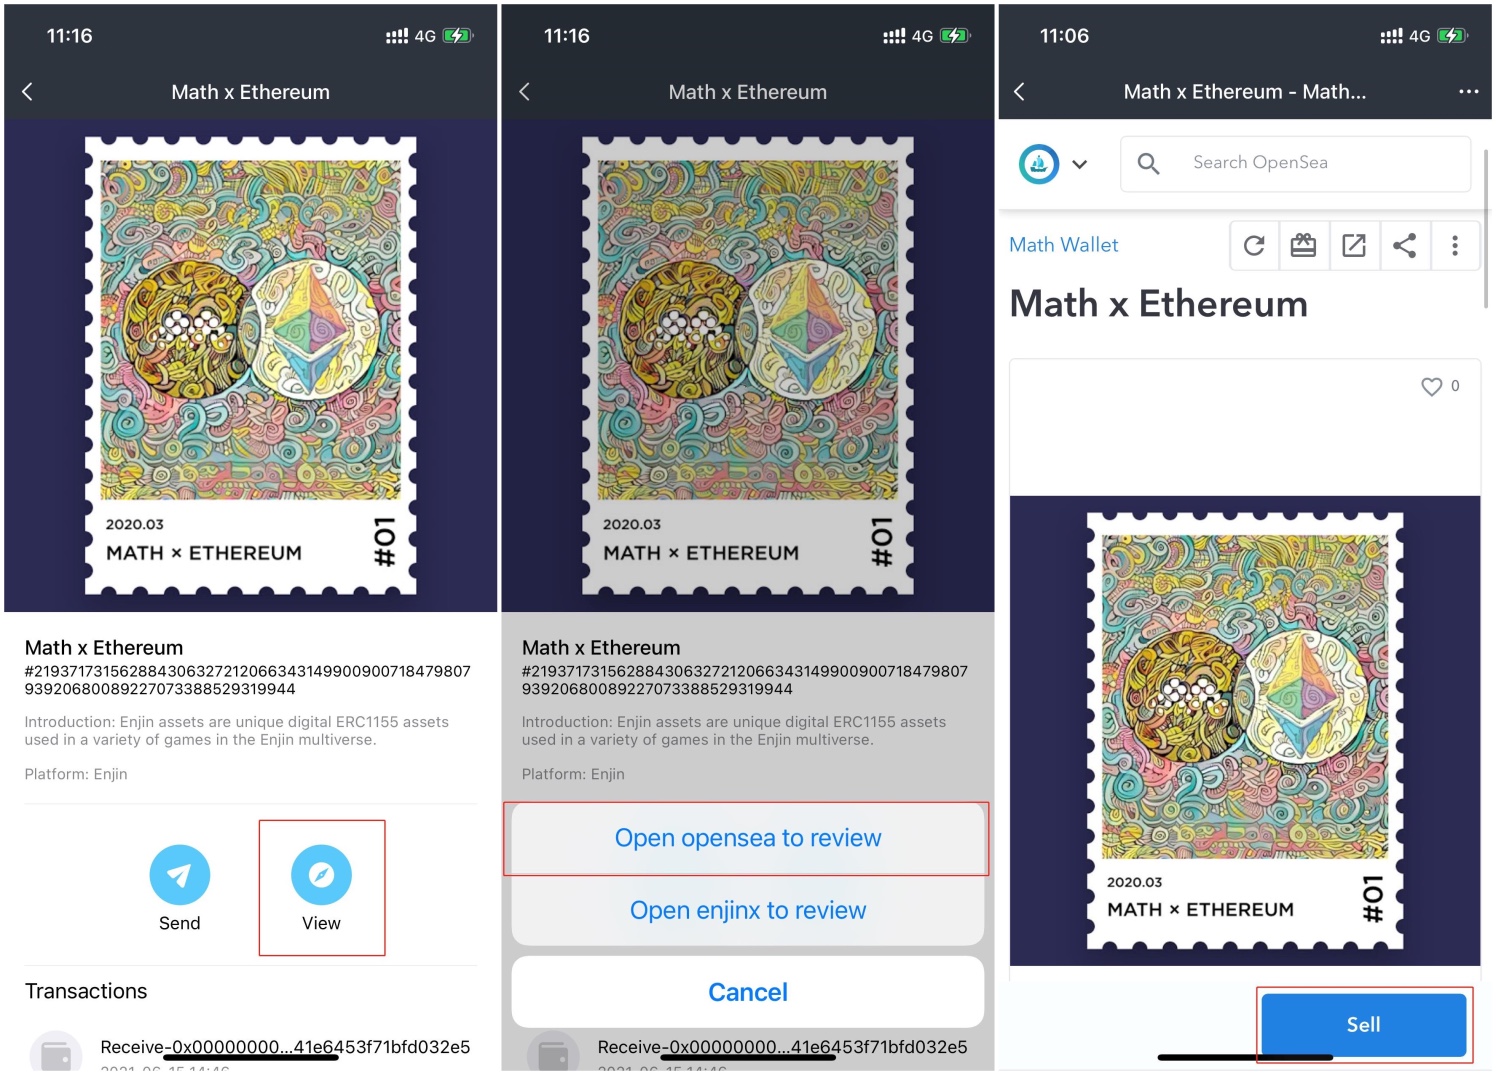 11:16
4G
Math x Ethereum
2020.03
MATH × ETHEREUM
#01
Math x Ethereum
#21937173156288430632721206634314990090071847980​7
93920680089227073388529319944
Introduction: Enjin assets are unique digital ERC1155 assets
used in a variety of games in the Enjin multiverse.
Platform: Enjin
Send
View
Transactions
Receive-0x00000000...41e6453f71bfd032e5
11:16
4G
Math x Ethereum
2020.03
MATH × ETHEREUM
#01
Math x Ethereum
#219371731562884306327212066343149900900718479807
93920680089227073388529319944
Introduction: Enjin assets are unique digital ERC1155 assets
used in a variety of games in the Enjin multiverse.
Platform: Enjin
Open opensea to review
Open enjinx to review
Cancel
Receive-0x00000000...41e6453f71bfd032e5
11:06
4G
Math x Ethereum - Math...
Search OpenSea
Math Wallet
Math x Ethereum
0
2020.03
MATH × ETHEREUM
#01
Sell